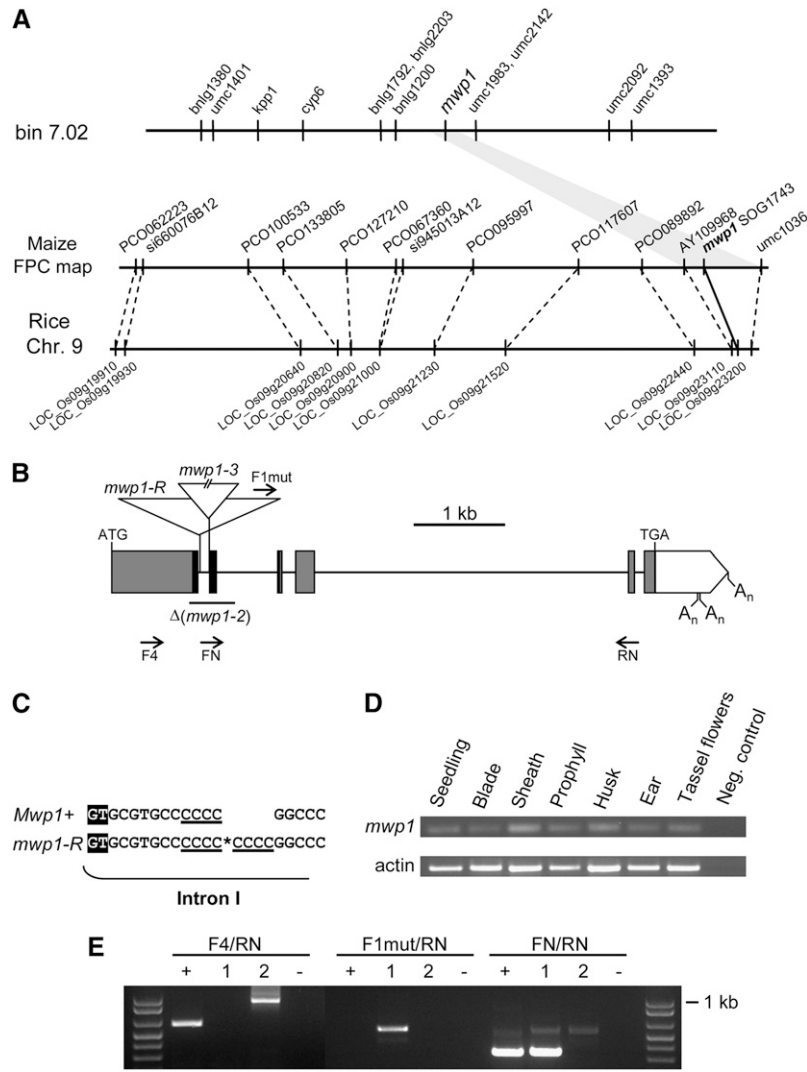 A
bnlg1380
umc1401
kpp1
cyp6
bnlg1792, bnlg2203
bnlg1200
mwp1
umc1983, umc2142
umc2092
umc1393
bin 7.02
PCO062223
si660076B12
PCO100533
PCO133805
PCO127210
PCO067360
si945013A12
PCO095997
PCO117607
PCO089892
AY109968
mwp1 SOG1743
umc1036
Maize
FPC map
Rice
Chr. 9
LOC_Os09g19910
LOC_Os09g19930
LOC_Os09g20640
LOC_Os09g20820
LOC_Os09g20900
LOC_Os09g21000
LOC_Os09g21230
LOC_Os09g21520
LOC_Os09g22440
LOC_Os09g23110
LOC_Os09g23200
B
mwp1-3
mwp1-R
F1mut
1 kb
ATG
TGA
Δ(mwp1-2)
An
An
An
F4
FN
RN
C
Mwp1+ GTGCGTGCCCCCC GGCCC
mwp1-R GTGCGTGCCCCCC*CCCCGGCCC
Intron I
D
Seedling
Blade
Sheath
Prophyll
Husk
Ear
Tassel flowers
Neg. control
mwp1
actin
E
F4/RN F1mut/RN FN/RN
+ 1 2 - + 1 2 - + 1 2 -
1 kb